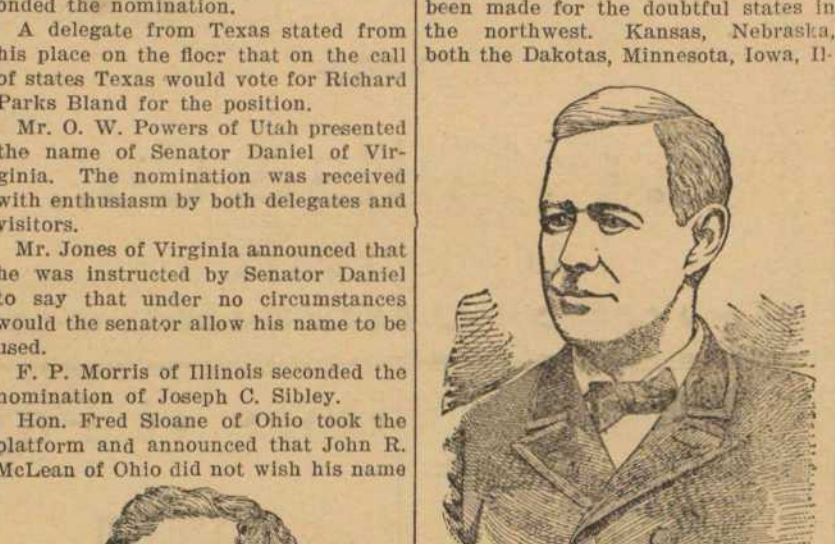 onded the nomination.
A delegate from Texas stated from
his place on the floor that on the call
of states Texas would vote for Richard
Parks Bland for the position.
Mr. O. W. Powers of Utah presented
the name of Senator Daniel of Vir-
ginia. The nomination was received
with enthusiasm by both delegates and
visitors.
Mr. Jones of Virginia announced that
he was instructed by Senator Daniel
to say that under no circumstances
would the senator allow his name to be
used.
F. P. Morris of Illinois seconded the
nomination of Joseph C. Sibley.
Hon. Fred Sloane of Ohio took the
platform and announced that John R.
McLean of Ohio did not wish his name
been made for the doubtful states in
the northwest. Kansas, Nebraska,
both the Dakotas, Minnesota, Iowa, Il-